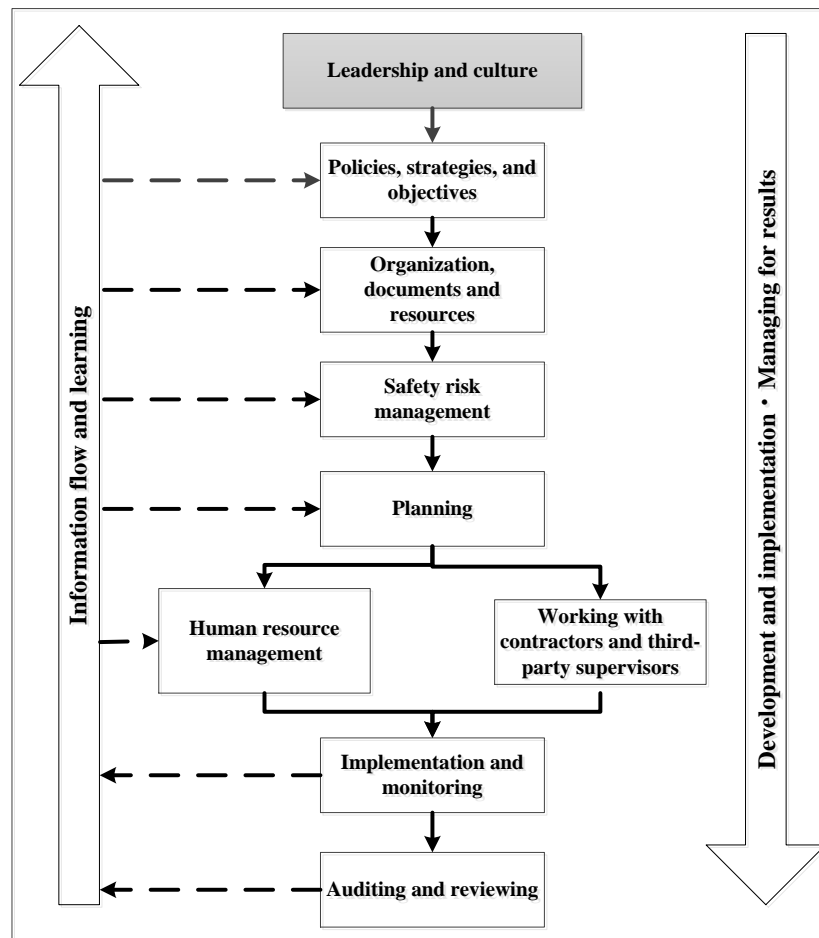 Leadership and culture
Policies, strategies, and
objectives
Organization,
documents and
resources
Safety risk
management
Planning
Human resource
management
Working with
contractors and third-
party supervisors
Implementation and
monitoring
Auditing and reviewing
Information flow and learning
Development and implementation · Managing for results